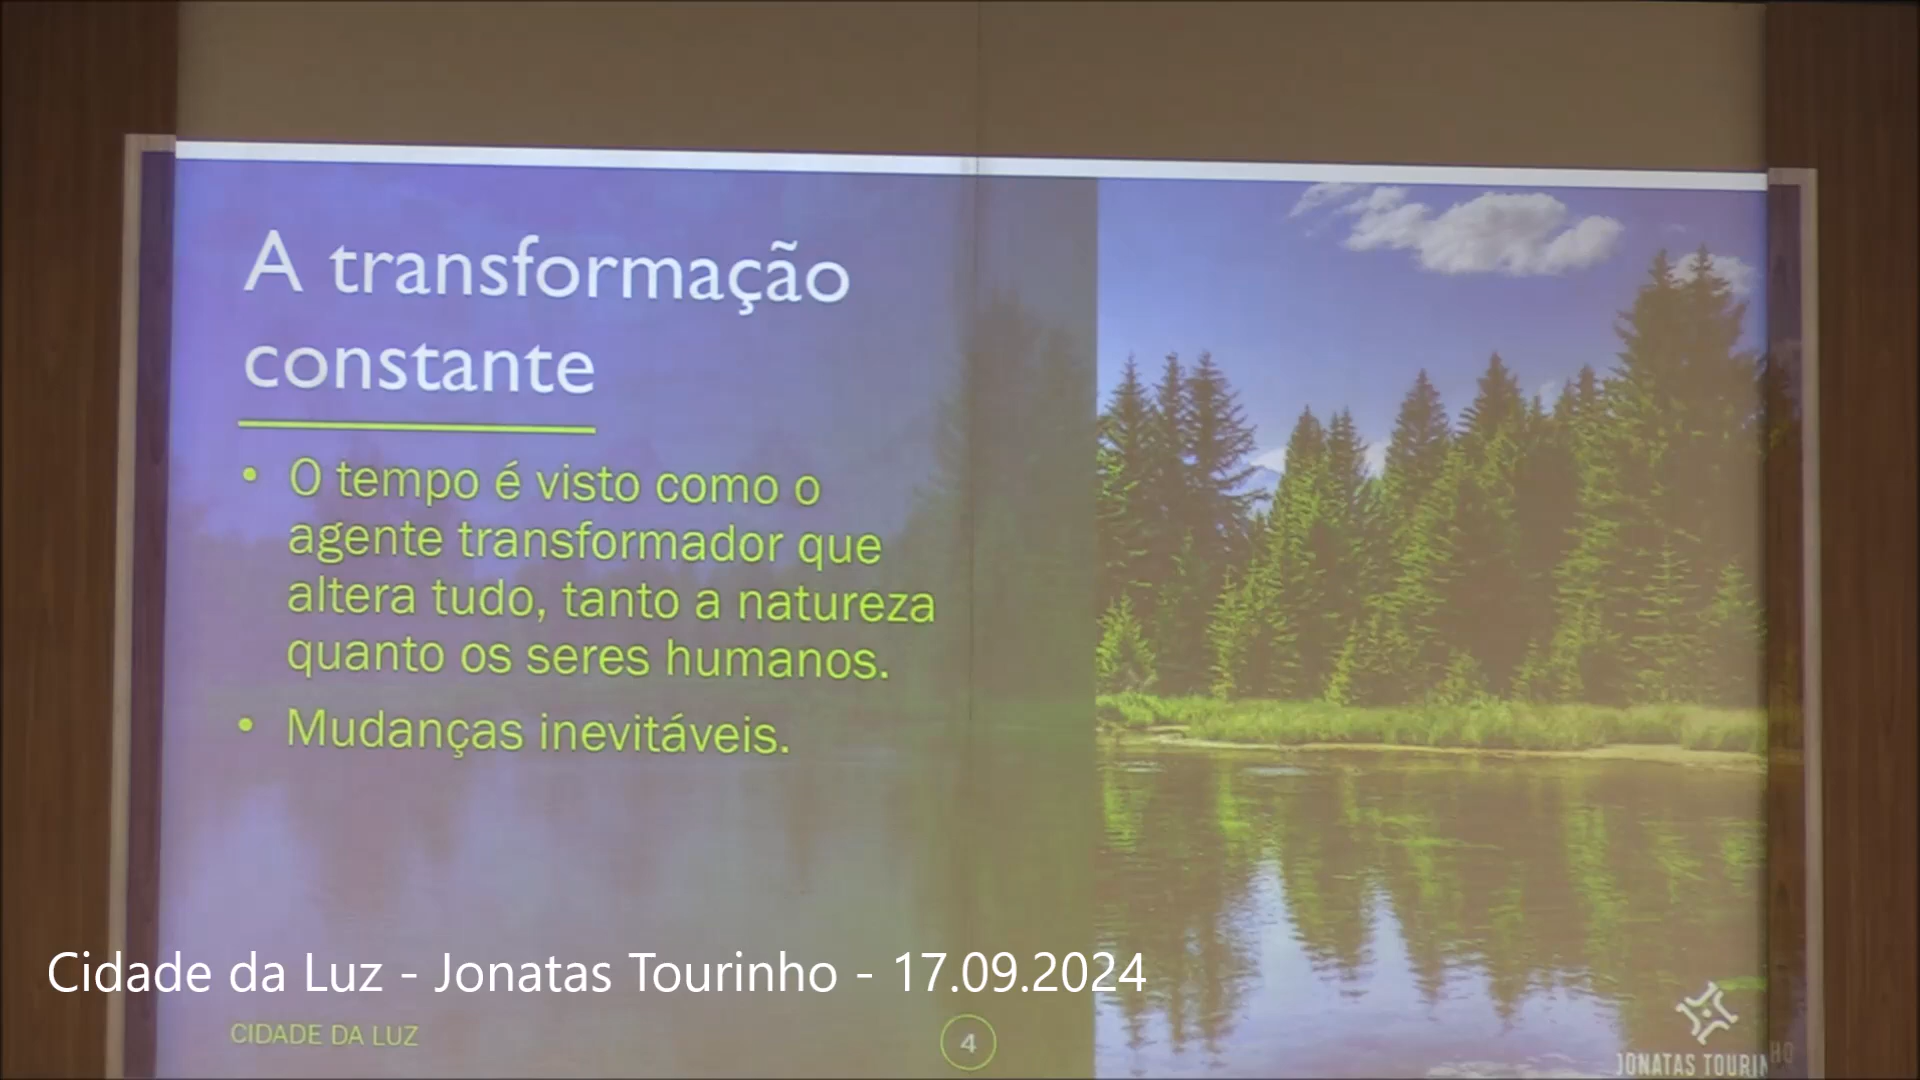 A transformação
constante
• O tempo é visto como o
agente transformador que
altera tudo, tanto a natureza
quanto os seres humanos.
• Mudanças inevitáveis.
Cidade da Luz - Jonatas Tourinho - 17.09.2024
CIDADE DA LUZ
4
JONATAS TOURINHO